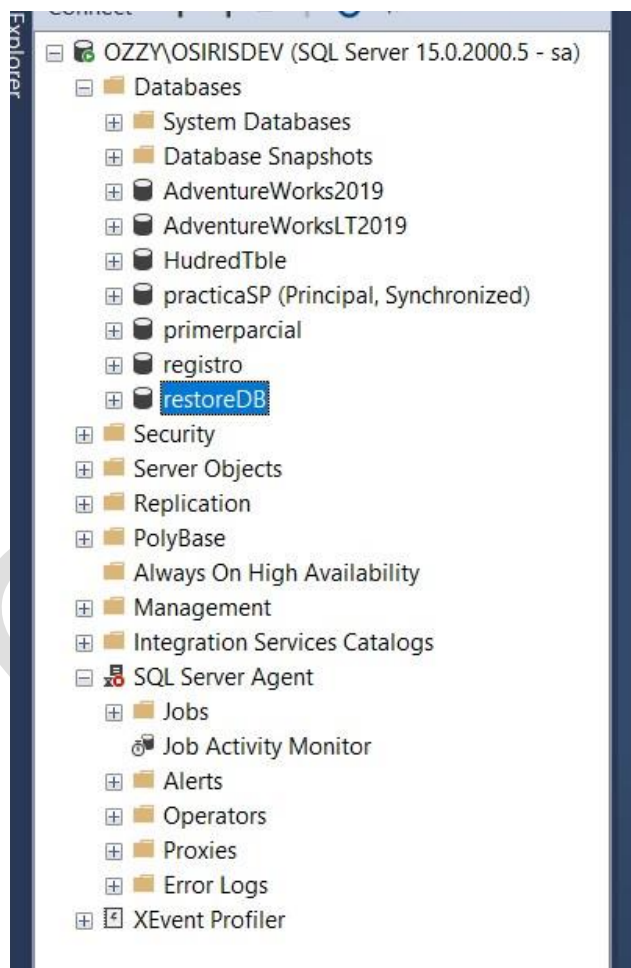 Explorer
OZZY\OSIRISDEV (SQL Server 15.0.2000.5 - sa)
Databases
System Databases
Database Snapshots
AdventureWorks2019
AdventureWorksLT2019
HudredTble
practicaSP (Principal, Synchronized)
primerparcial
registro
restoreDB
Security
Server Objects
Replication
PolyBase
Always On High Availability
Management
Integration Services Catalogs
SQL Server Agent
Jobs
Job Activity Monitor
Alerts
Operators
Proxies
Error Logs
XEvent Profiler